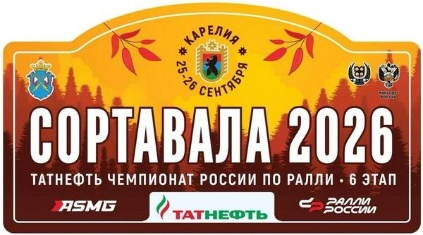 КАРЕЛИЯ
25-26 СЕНТЯБРЯ
СОРТАВАЛА 2026
ТАТНЕФТЬ ЧЕМПИОНАТ РОССИИ ПО РАЛЛИ • 6 ЭТАП
ASMG
ТАТНЕФТЬ
РАЛЛИ
РОССИИ